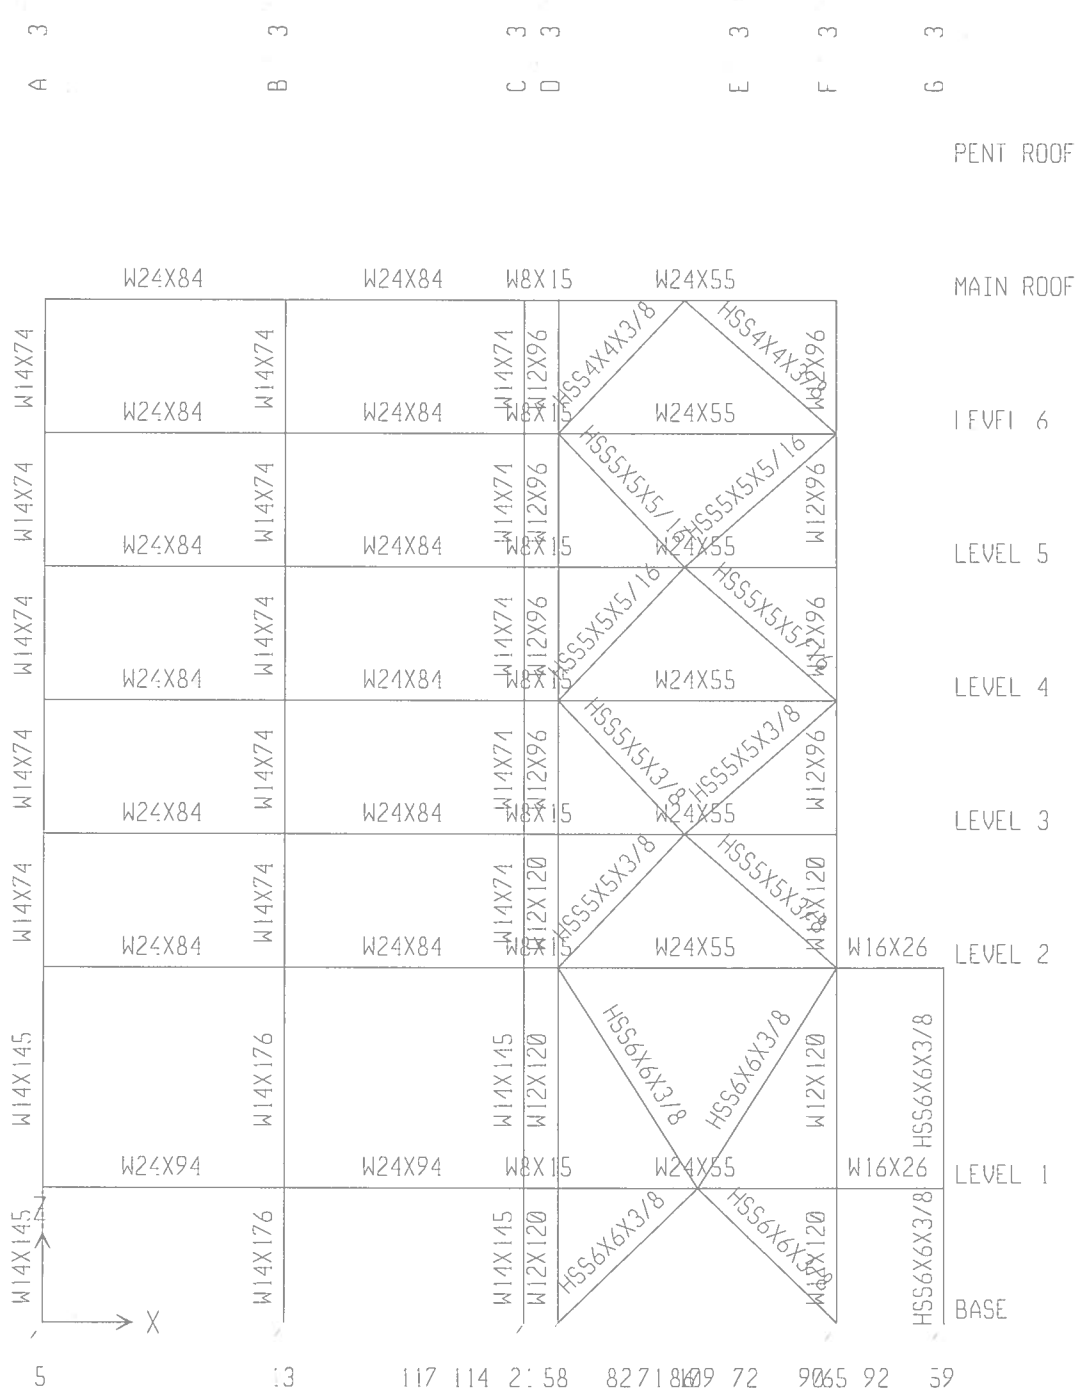 3 3 3 3 3 3 3
A B C D E F G
PENT ROOF
W24X84 W24X84 W8X15 W24X55 MAIN ROOF
W14X74 W14X74 W14X74 W12X96 HSS4X4X3/8 HSS4X4X3/8 W12X96
W24X84 W24X84 W8X15 W24X55 LEVEL 6
W14X74 W14X74 W14X74 W12X96 HSS5X5X5/16 HSS5X5X5/16 W12X96
W24X84 W24X84 W8X15 W24X55 LEVEL 5
W14X74 W14X74 W14X74 W12X96 HSS5X5X5/16 HSS5X5X5/16 W12X96
W24X84 W24X84 W8X15 W24X55 LEVEL 4
W14X74 W14X74 W14X74 W12X96 HSS5X5X3/8 HSS5X5X3/8 W12X96
W24X84 W24X84 W8X15 W24X55 LEVEL 3
W14X74 W14X74 W14X74 W12X120 HSS5X5X3/8 HSS5X5X3/8 W12X120
W24X84 W24X84 W8X15 W24X55 W16X26 LEVEL 2
W14X145 W14X176 W14X145 W12X120 HSS6X6X3/8 HSS6X6X3/8 W12X120 HSS6X6X3/8
W24X94 W24X94 W8X15 W24X55 W16X26 LEVEL 1
Z
W14X145 W14X176 W14X145 W12X120 HSS6X6X3/8 HSS6X6X3/8 W12X120 HSS6X6X3/8
X BASE
5 13 117 114 21 58 82 71 72 90 65 92 59